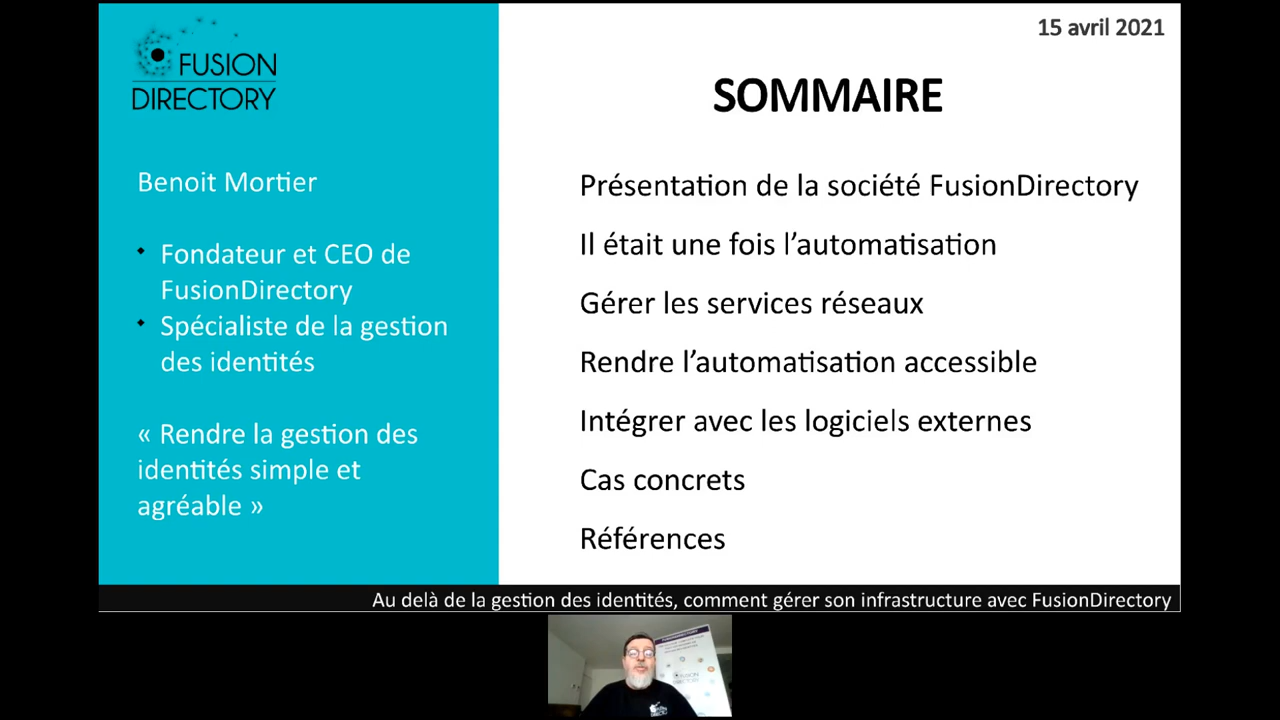 FUSION
DIRECTORY
Benoit Mortier
Fondateur et CEO de
FusionDirectory
Spécialiste de la gestion
des identités
« Rendre la gestion des
identités simple et
agréable »
15 avril 2021
SOMMAIRE
Présentation de la société FusionDirectory
Il était une fois l’automatisation
Gérer les services réseaux
Rendre l’automatisation accessible
Intégrer avec les logiciels externes
Cas concrets
Références
Au delà de la gestion des identités, comment gérer son infrastructure avec FusionDirectory
FUSION
DIRECTORY